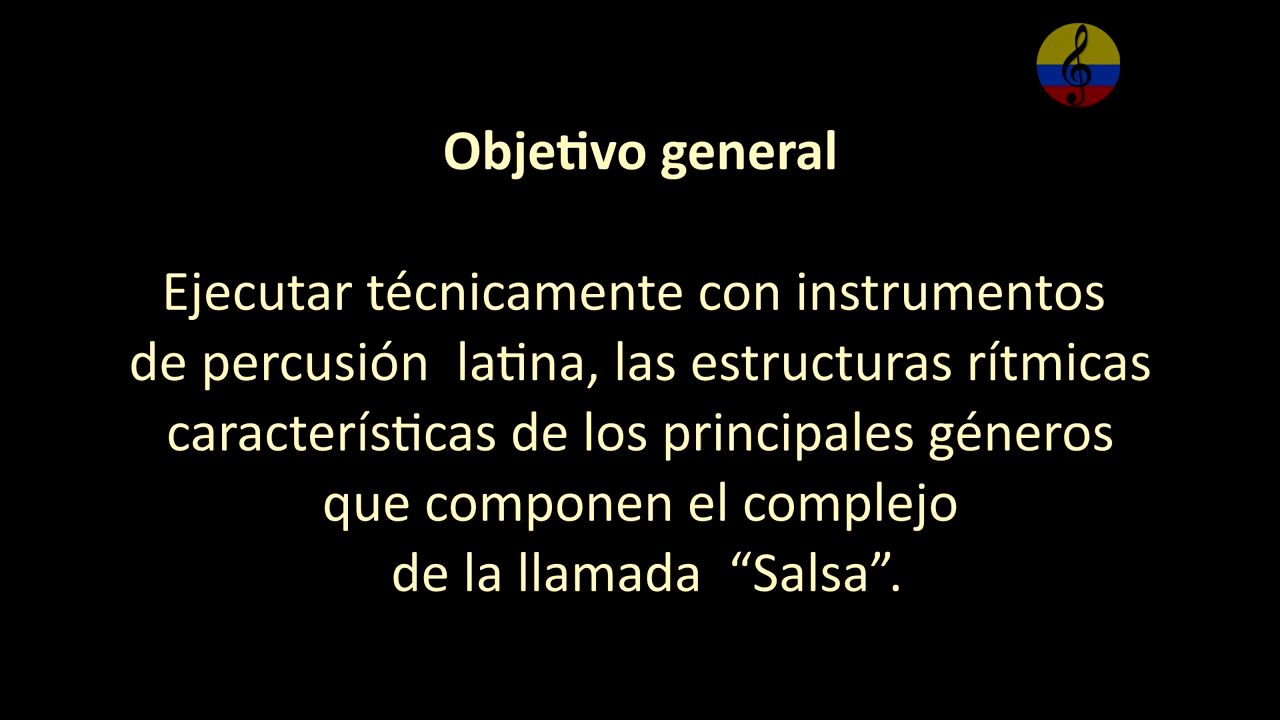 Objetivo general
Ejecutar técnicamente con instrumentos
de percusión  latina, las estructuras rítmicas
características de los principales géneros
que componen el complejo
de la llamada  “Salsa”.